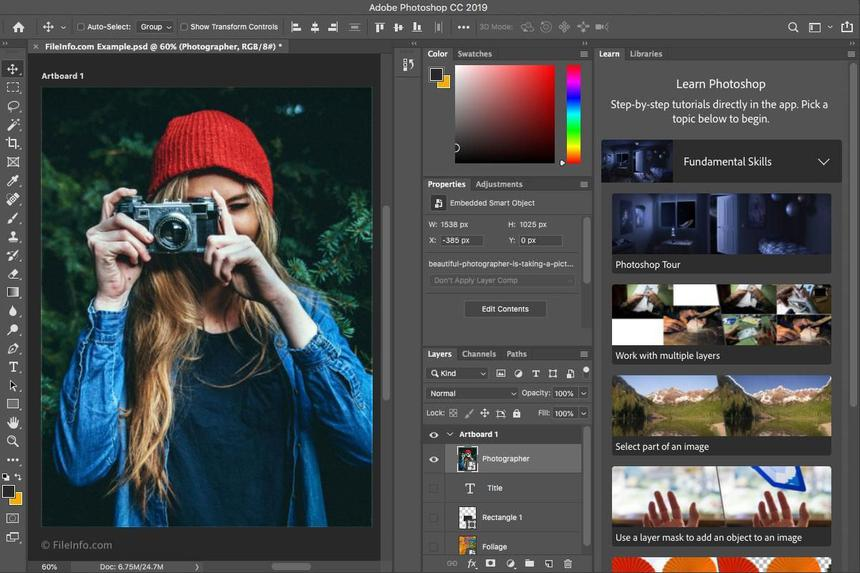 Adobe Photoshop CC 2019
Auto-Select: Group Show Transform Controls 3D Mode:
FileInfo.com Example.psd @ 60% (Photographer, RGB/8#) *
Artboard 1
© FileInfo.com
60% Doc: 6.75M/24.7M
Color Swatches
Properties Adjustments
Embedded Smart Object
W: 1538 px H: 1025 px
X: -385 px Y: 0 px
beautiful-photographer-is-taking-a-pict...
Don't Apply Layer Comp
Edit Contents
Layers Channels Paths
Kind
Normal Opacity: 100%
Lock: Fill: 100%
Artboard 1
Photographer
T Title
Rectangle 1
Foliage
fx
Learn Libraries
Learn Photoshop
Step-by-step tutorials directly in the app. Pick a
topic below to begin.
Fundamental Skills
Photoshop Tour
Work with multiple layers
Select part of an image
Use a layer mask to add an object to an image